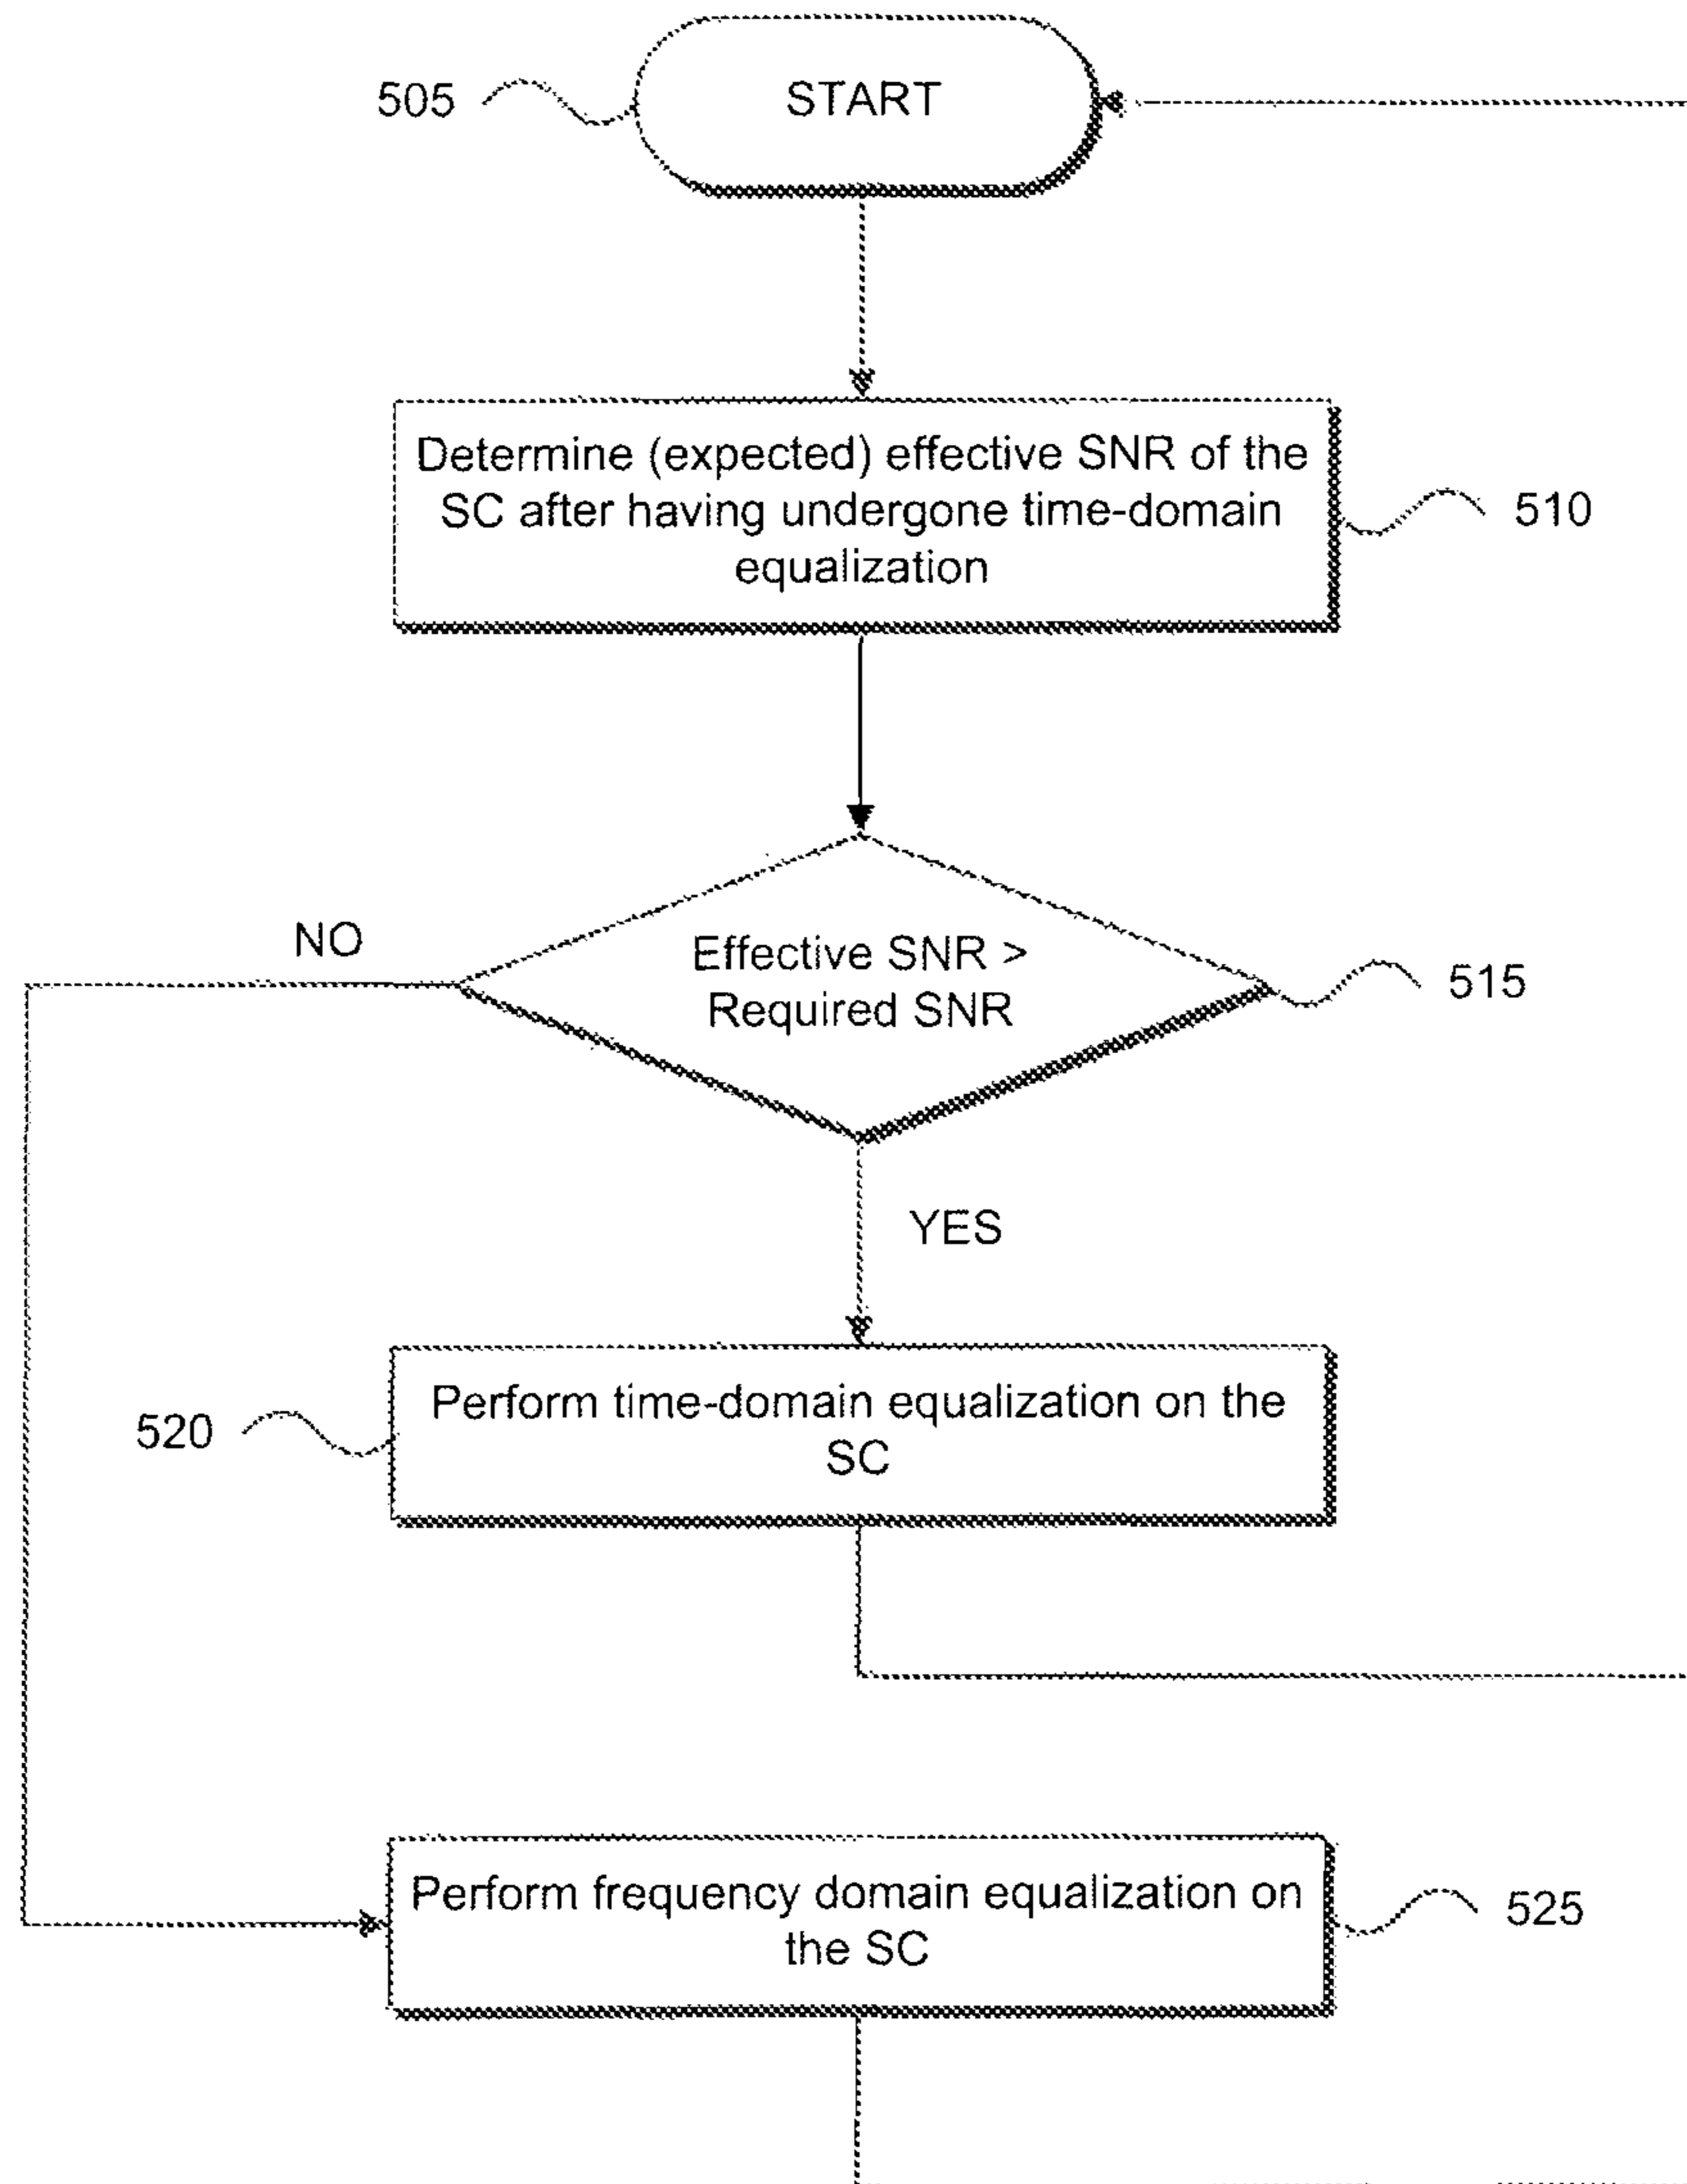 505
START
Determine (expected) effective SNR of the
SC after having undergone time-domain
equalization
510
NO
Effective SNR >
Required SNR
515
YES
520
Perform time-domain equalization on the
SC
Perform frequency domain equalization on
the SC
525